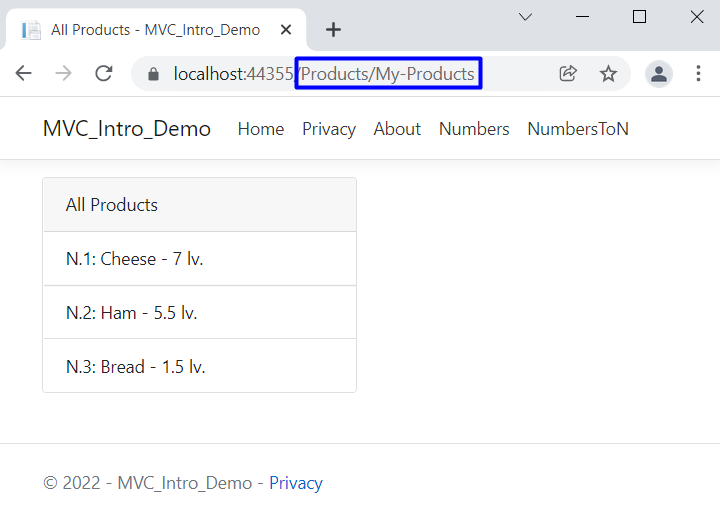 All Products - MVC_Intro_Demo
localhost:44355/Products/My-Products
MVC_Intro_Demo Home Privacy About Numbers NumbersToN
All Products
N.1: Cheese - 7 lv.
N.2: Ham - 5.5 lv.
N.3: Bread - 1.5 lv.
© 2022 - MVC_Intro_Demo - Privacy